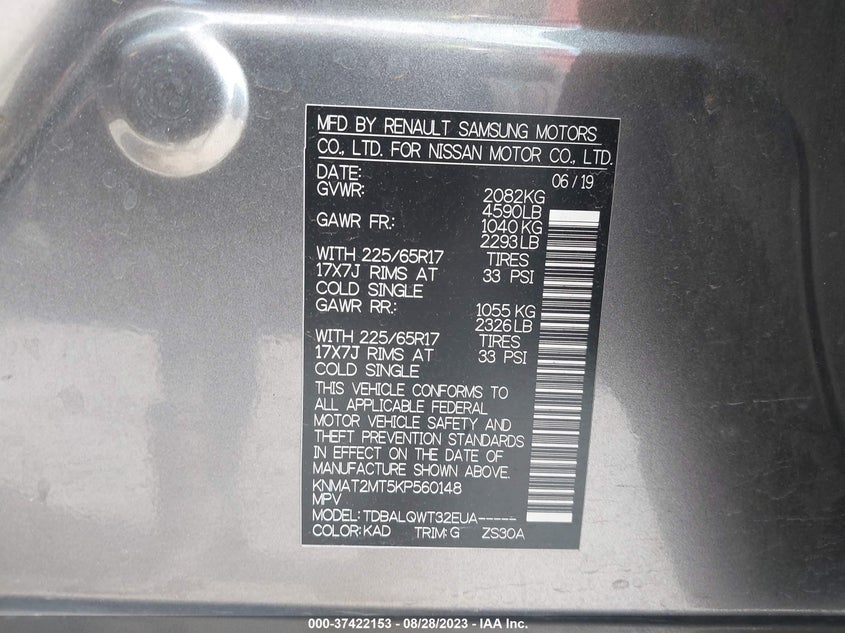 MFD BY RENAULT SAMSUNG MOTORS
CO., LTD. FOR NISSAN MOTOR CO., LTD.
DATE: 06/19
GVWR: 2082KG
4590LB
GAWR FR.: 1040 KG
2293 LB
WITH 225/65R17 TIRES
17X7J RIMS AT 33 PSI
COLD SINGLE
GAWR RR.: 1055 KG
2326 LB
WITH 225/65R17 TIRES
17X7J RIMS AT 33 PSI
COLD SINGLE
THIS VEHICLE CONFORMS TO
ALL APPLICABLE FEDERAL
MOTOR VEHICLE SAFETY AND
THEFT PREVENTION STANDARDS
IN EFFECT ON THE DATE OF
MANUFACTURE SHOWN ABOVE.
KNMAT2MT5KP560148
MPV
MODEL: TDBALQWT32EUA-----
COLOR: KAD TRIM: G ZS30A
000-37422153 - 08/28/2023 - IAA Inc.